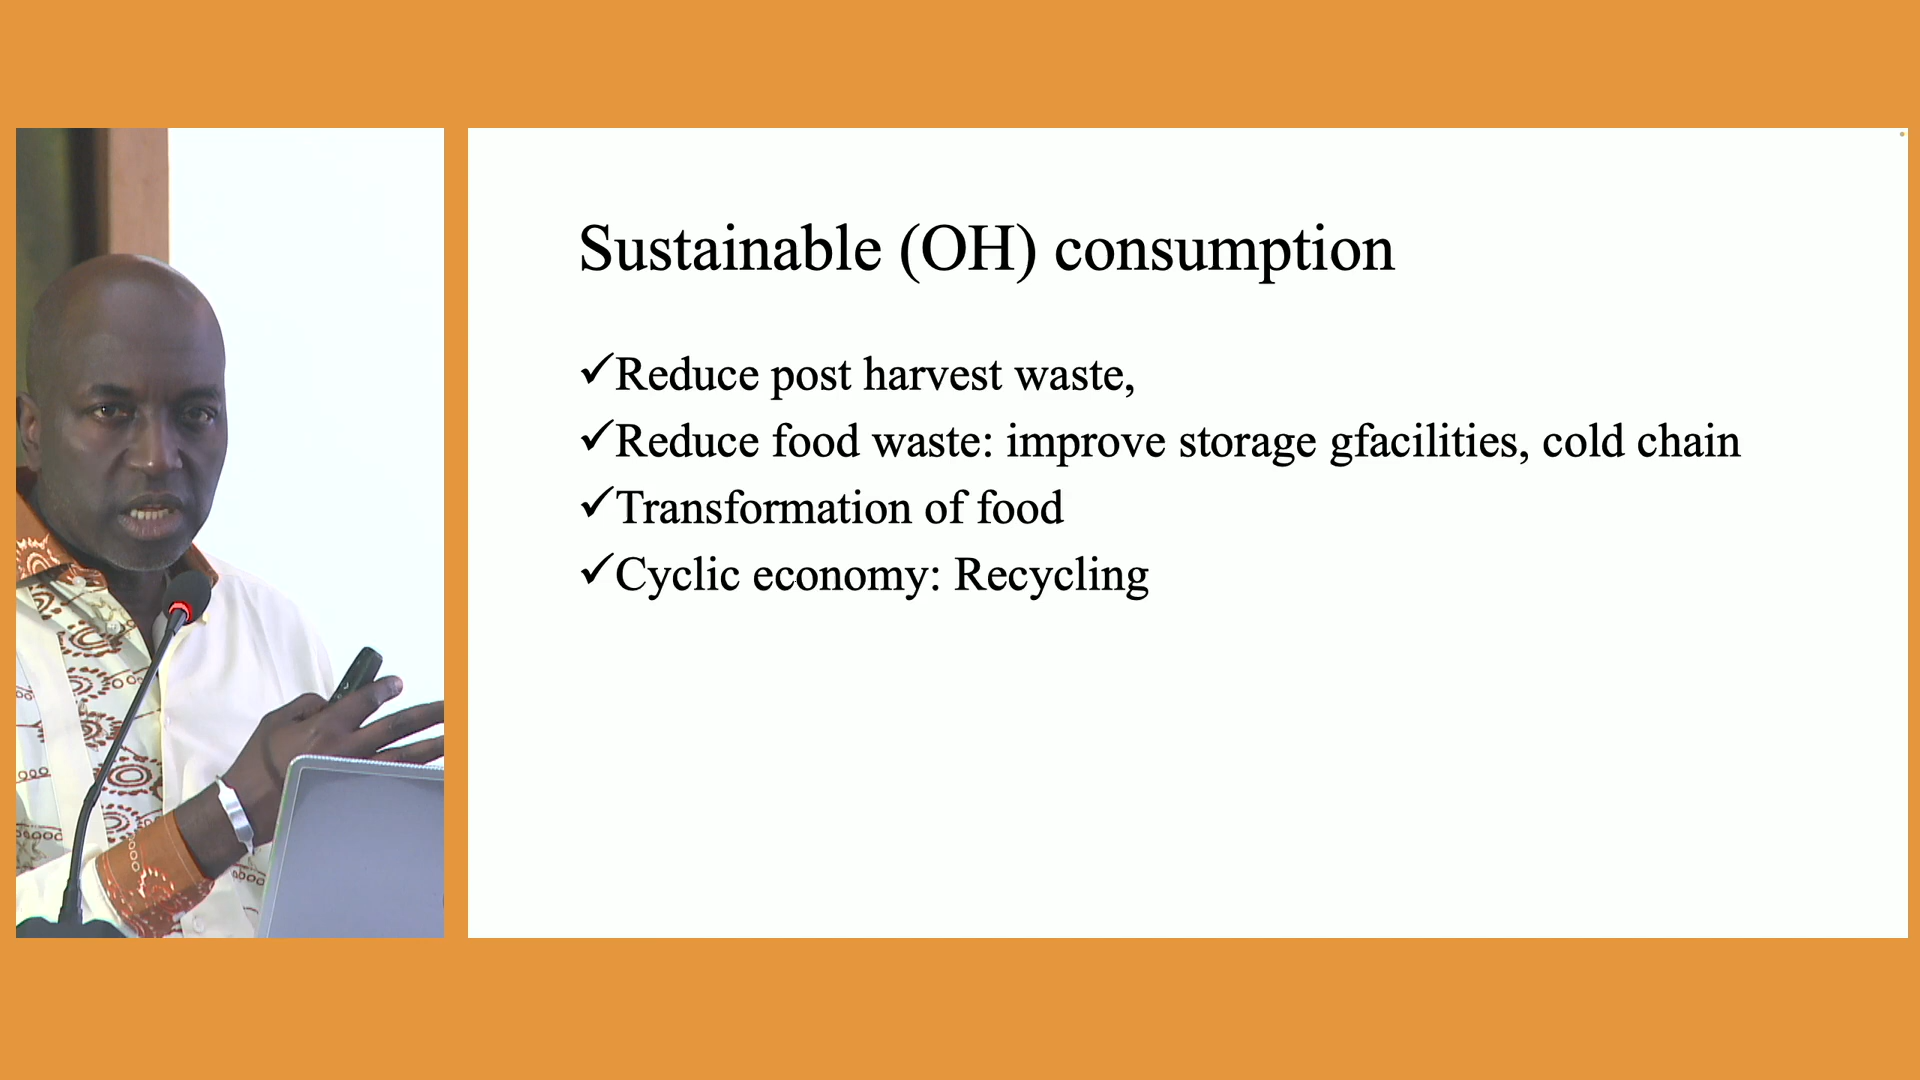 Sustainable (OH) consumption
✓Reduce post harvest waste,
✓Reduce food waste: improve storage gfacilities, cold chain
✓Transformation of food
✓Cyclic economy: Recycling